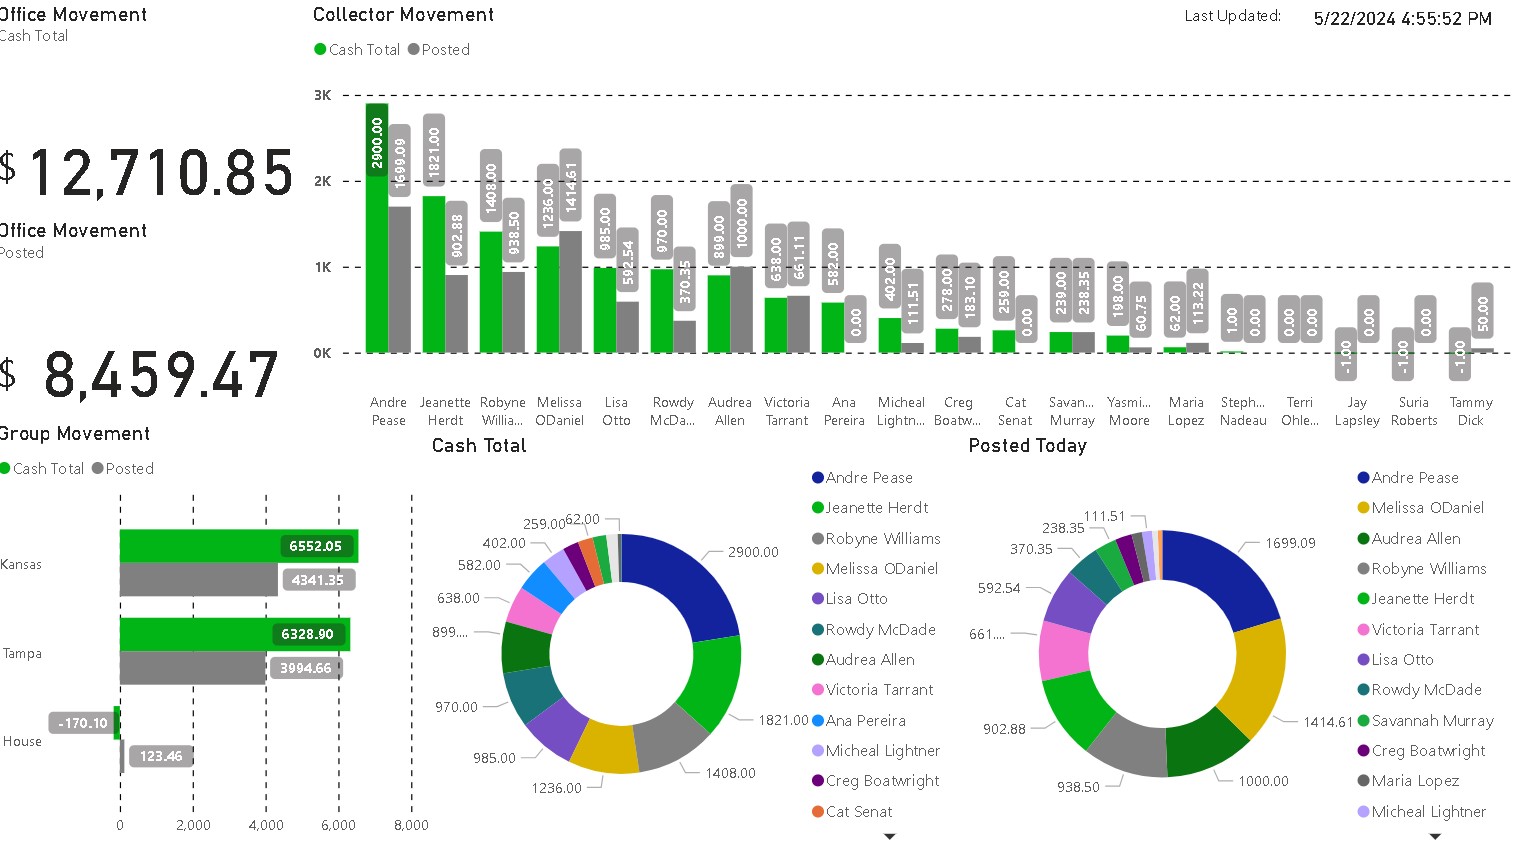 Office Movement
Cash Total
$ 12,710.85
Office Movement
Posted
$ 8,459.47
Collector Movement
Cash Total Posted
Last Updated: 5/22/2024 4:55:52 PM
3K
2K
1K
0K
2900.00
1699.09
1821.00
902.88
1408.00
938.50
1236.00
1414.61
985.00
592.54
970.00
370.35
899.00
1000.00
638.00
661.11
582.00
0.00
402.00
111.51
278.00
183.10
259.00
0.00
239.00
238.35
198.00
60.75
62.00
113.22
1.00
0.00
0.00
0.00
-1.00
0.00
-1.00
0.00
-1.00
50.00
Andre Pease
Jeanette Herdt
Robyne Willia...
Melissa ODaniel
Lisa Otto
Rowdy McDa...
Audrea Allen
Victoria Tarrant
Ana Pereira
Micheal Lightn...
Creg Boatw...
Cat Senat
Savan... Murray
Yasmi... Moore
Maria Lopez
Steph... Nadeau
Terri Ohle...
Jay Lapsley
Suria Roberts
Tammy Dick
Group Movement
Cash Total Posted
Kansas
6552.05
4341.35
Tampa
6328.90
3994.66
House
-170.10
123.46
0 2,000 4,000 6,000 8,000
Cash Total
2900.00
1821.00
1408.00
1236.00
985.00
970.00
899....
638.00
582.00
402.00
259.00
62.00
Andre Pease
Jeanette Herdt
Robyne Williams
Melissa ODaniel
Lisa Otto
Rowdy McDade
Audrea Allen
Victoria Tarrant
Ana Pereira
Micheal Lightner
Creg Boatwright
Cat Senat
Posted Today
1699.09
1414.61
1000.00
938.50
902.88
661....
592.54
370.35
238.35
111.51
Andre Pease
Melissa ODaniel
Audrea Allen
Robyne Williams
Jeanette Herdt
Victoria Tarrant
Lisa Otto
Rowdy McDade
Savannah Murray
Creg Boatwright
Maria Lopez
Micheal Lightner